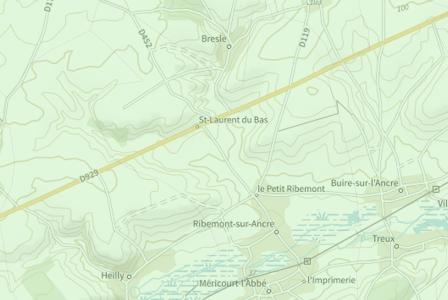 100
D452
D119
Bresle
St-Laurent du Bas
D929
le Petit Ribemont
Buire-sur-l'Ancre
Ribemont-sur-Ancre
Treux
Heilly
Méricourt-l'Abbé
l'Imprimerie